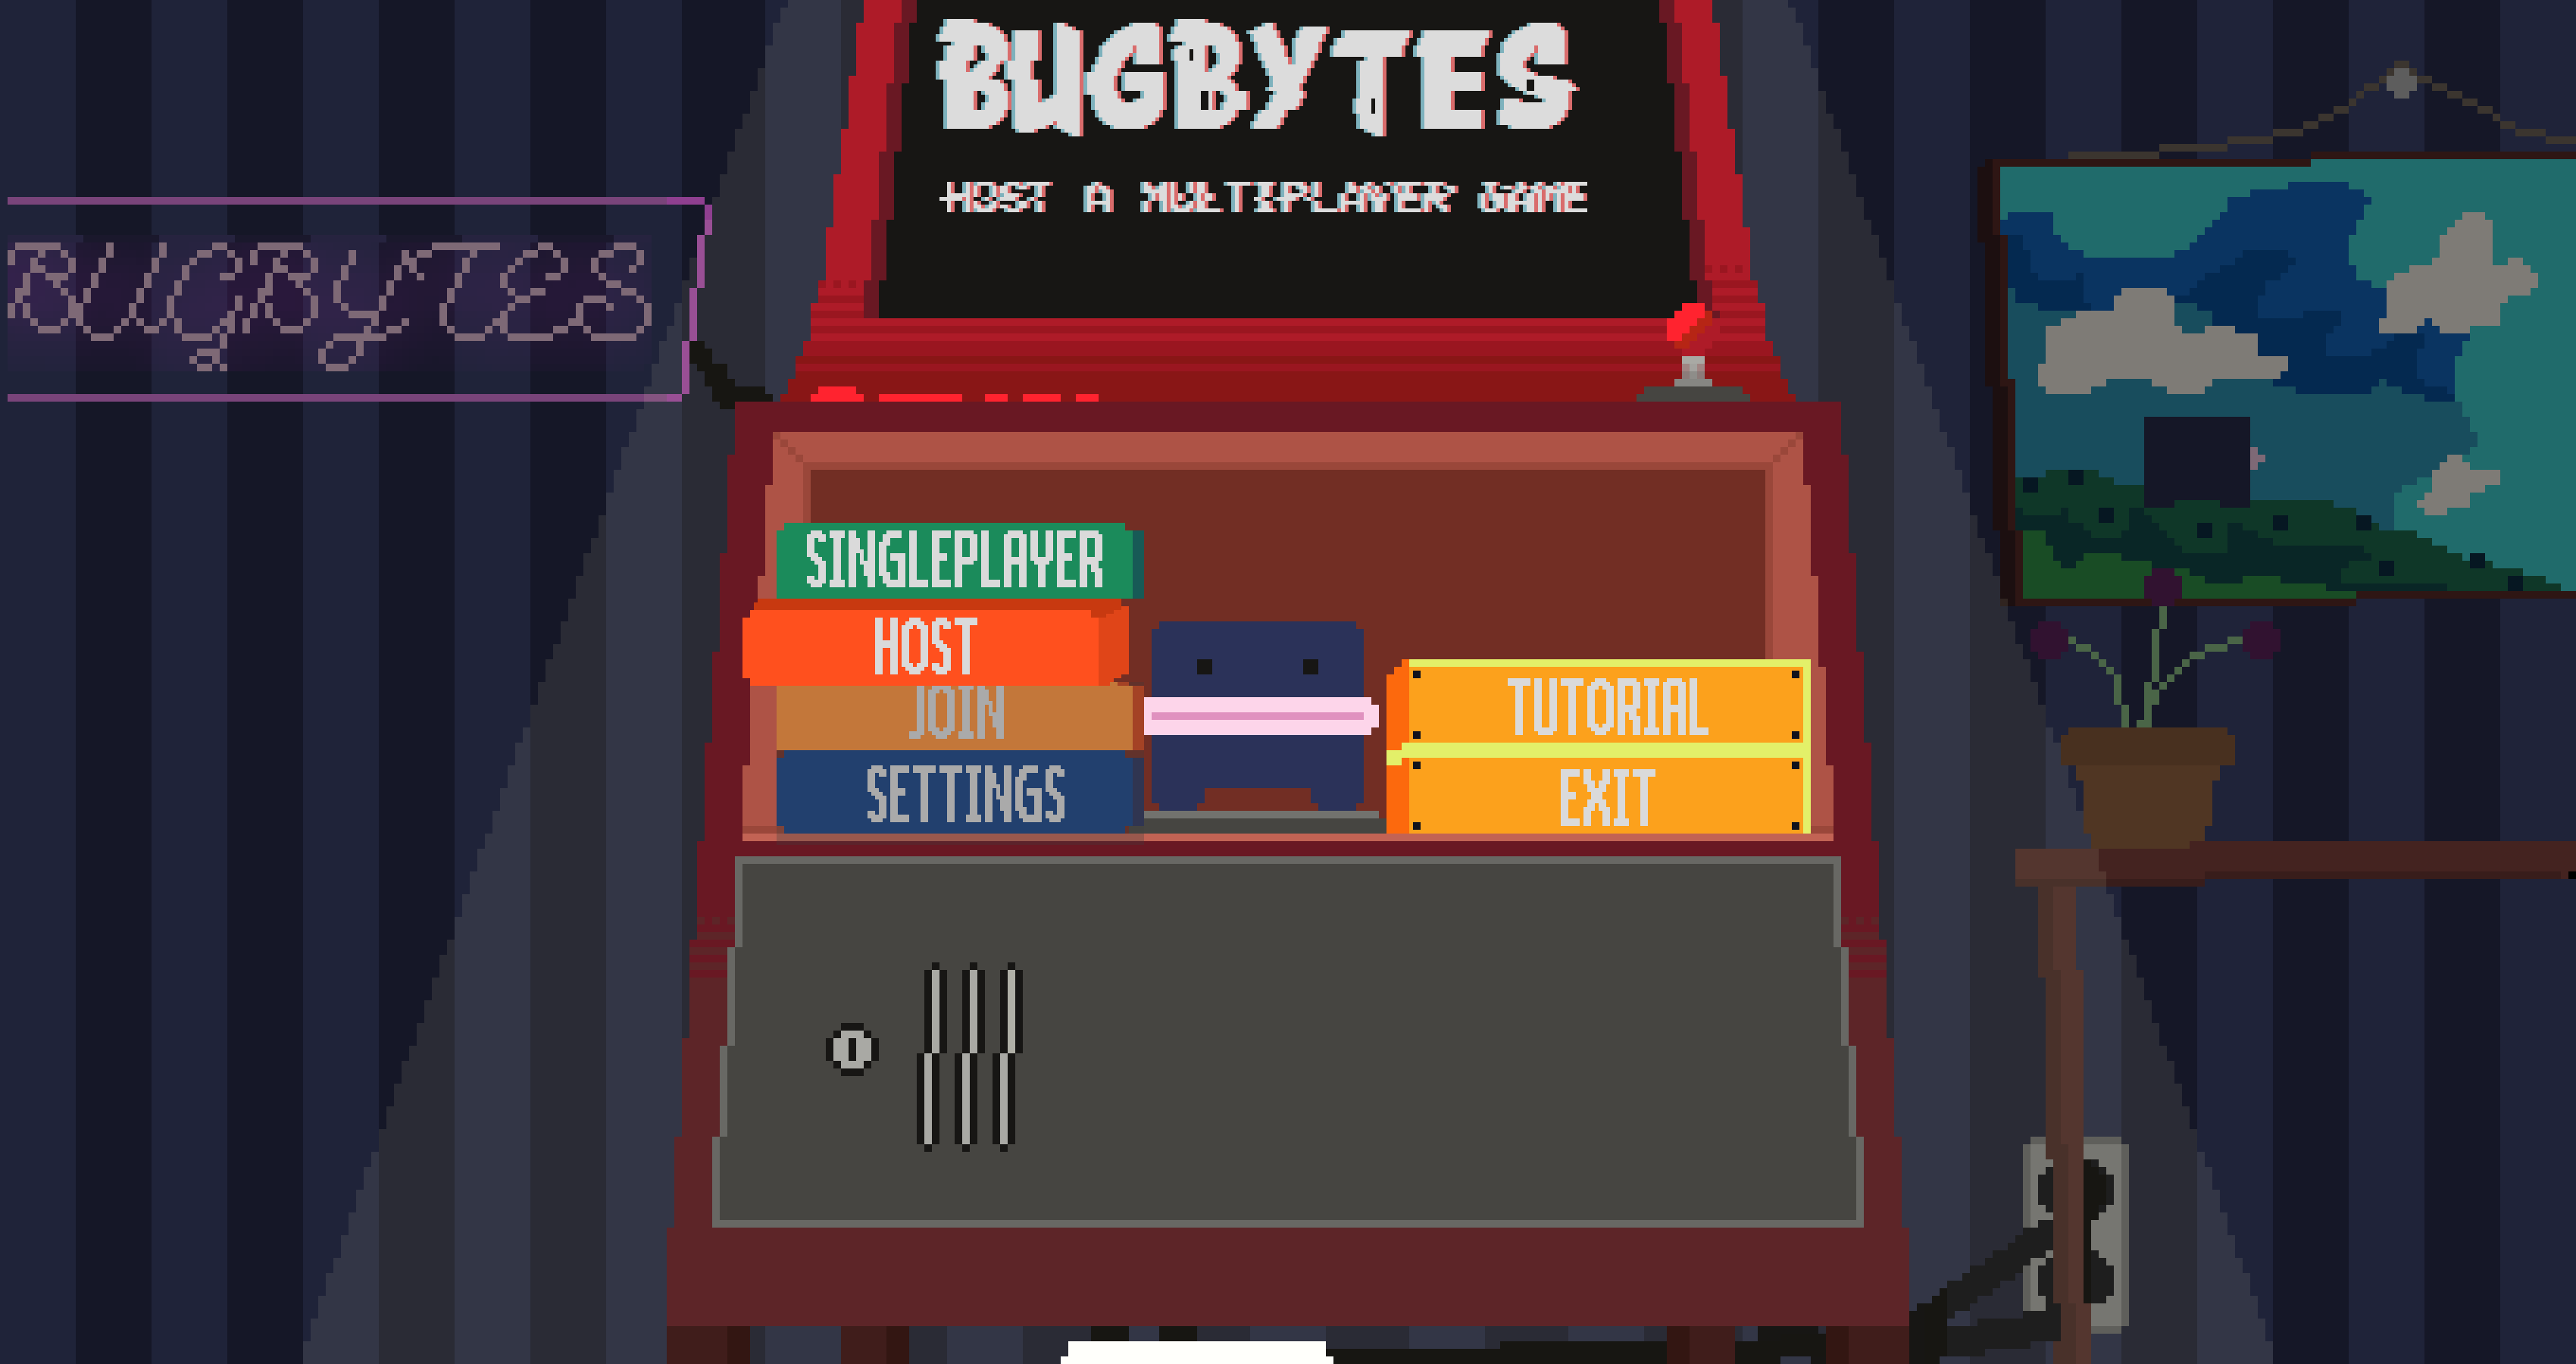 BUGBYTES
HOST A MULTIPLAYER GAME
BUGBYTES
SINGLEPLAYER
HOST
JOIN
SETTINGS
TUTORIAL
EXIT